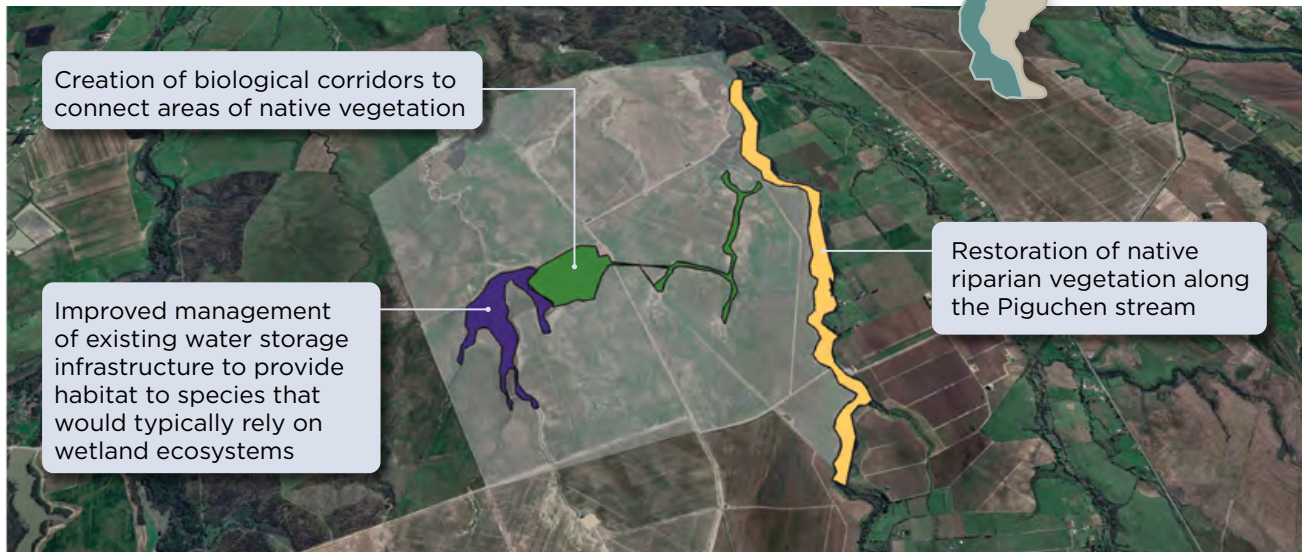 Creation of biological corridors to
connect areas of native vegetation
Improved management
of existing water storage
infrastructure to provide
habitat to species that
would typically rely on
wetland ecosystems
Restoration of native
riparian vegetation along
the Piguchen stream